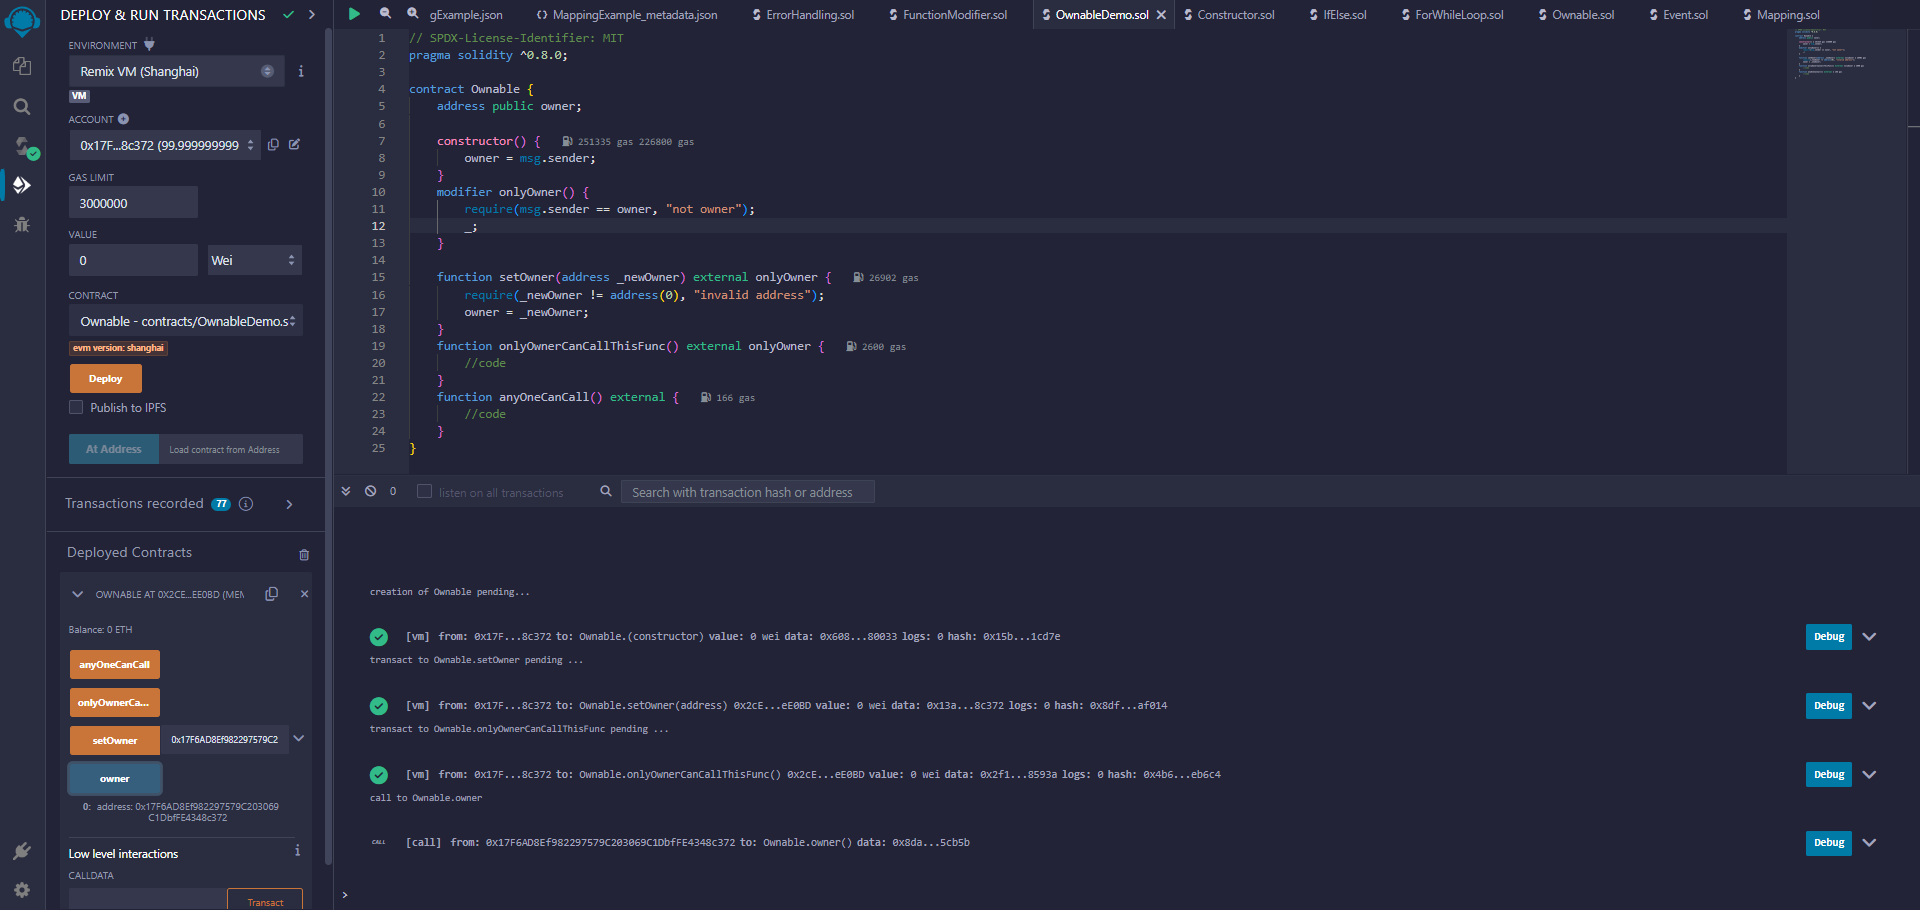 DEPLOY & RUN TRANSACTIONS
ENVIRONMENT
Remix VM (Shanghai)
VM
ACCOUNT
0x17F...8c372 (99.999999999
GAS LIMIT
3000000
VALUE
0
Wei
CONTRACT
Ownable - contracts/OwnableDemo.s
evm version: shanghai
Deploy
Publish to IPFS
At Address
Load contract from Address
Transactions recorded 77
Deployed Contracts
OWNABLE AT 0X2CE...EE0BD (MEM
Balance: 0 ETH
anyOneCanCall
onlyOwnerCa...
setOwner
0x17F6AD8Ef982297579C2
owner
0: address: 0x17F6AD8Ef982297579C203069
C1DbfFE4348c372
Low level interactions
CALLDATA
Transact
gExample.json
MappingExample_metadata.json
ErrorHandling.sol
FunctionModifier.sol
OwnableDemo.sol
Constructor.sol
IfElse.sol
ForWhileLoop.sol
Ownable.sol
Event.sol
Mapping.sol
1 // SPDX-License-Identifier: MIT
2 pragma solidity ^0.8.0;
3
4 contract Ownable {
5 address public owner;
6
7 constructor() { 251335 gas 226800 gas
8 owner = msg.sender;
9 }
10 modifier onlyOwner() {
11 require(msg.sender == owner, "not owner");
12 _;
13 }
14
15 function setOwner(address _newOwner) external onlyOwner { 26902 gas
16 require(_newOwner != address(0), "invalid address");
17 owner = _newOwner;
18 }
19 function onlyOwnerCanCallThisFunc() external onlyOwner { 2600 gas
20 //code
21 }
22 function anyOneCanCall() external { 166 gas
23 //code
24 }
25 }
0
listen on all transactions
Search with transaction hash or address
creation of Ownable pending...
[vm] from: 0x17F...8c372 to: Ownable.(constructor) value: 0 wei data: 0x608...80033 logs: 0 hash: 0x15b...1cd7e
Debug
transact to Ownable.setOwner pending ...
[vm] from: 0x17F...8c372 to: Ownable.setOwner(address) 0x2cE...eE0BD value: 0 wei data: 0x13a...8c372 logs: 0 hash: 0x8df...af014
Debug
transact to Ownable.onlyOwnerCanCallThisFunc pending ...
[vm] from: 0x17F...8c372 to: Ownable.onlyOwnerCanCallThisFunc() 0x2cE...eE0BD value: 0 wei data: 0x2f1...8593a logs: 0 hash: 0x4b6...eb6c4
Debug
call to Ownable.owner
CALL [call] from: 0x17F6AD8Ef982297579C203069C1DbfFE4348c372 to: Ownable.owner() data: 0x8da...5cb5b
Debug
>